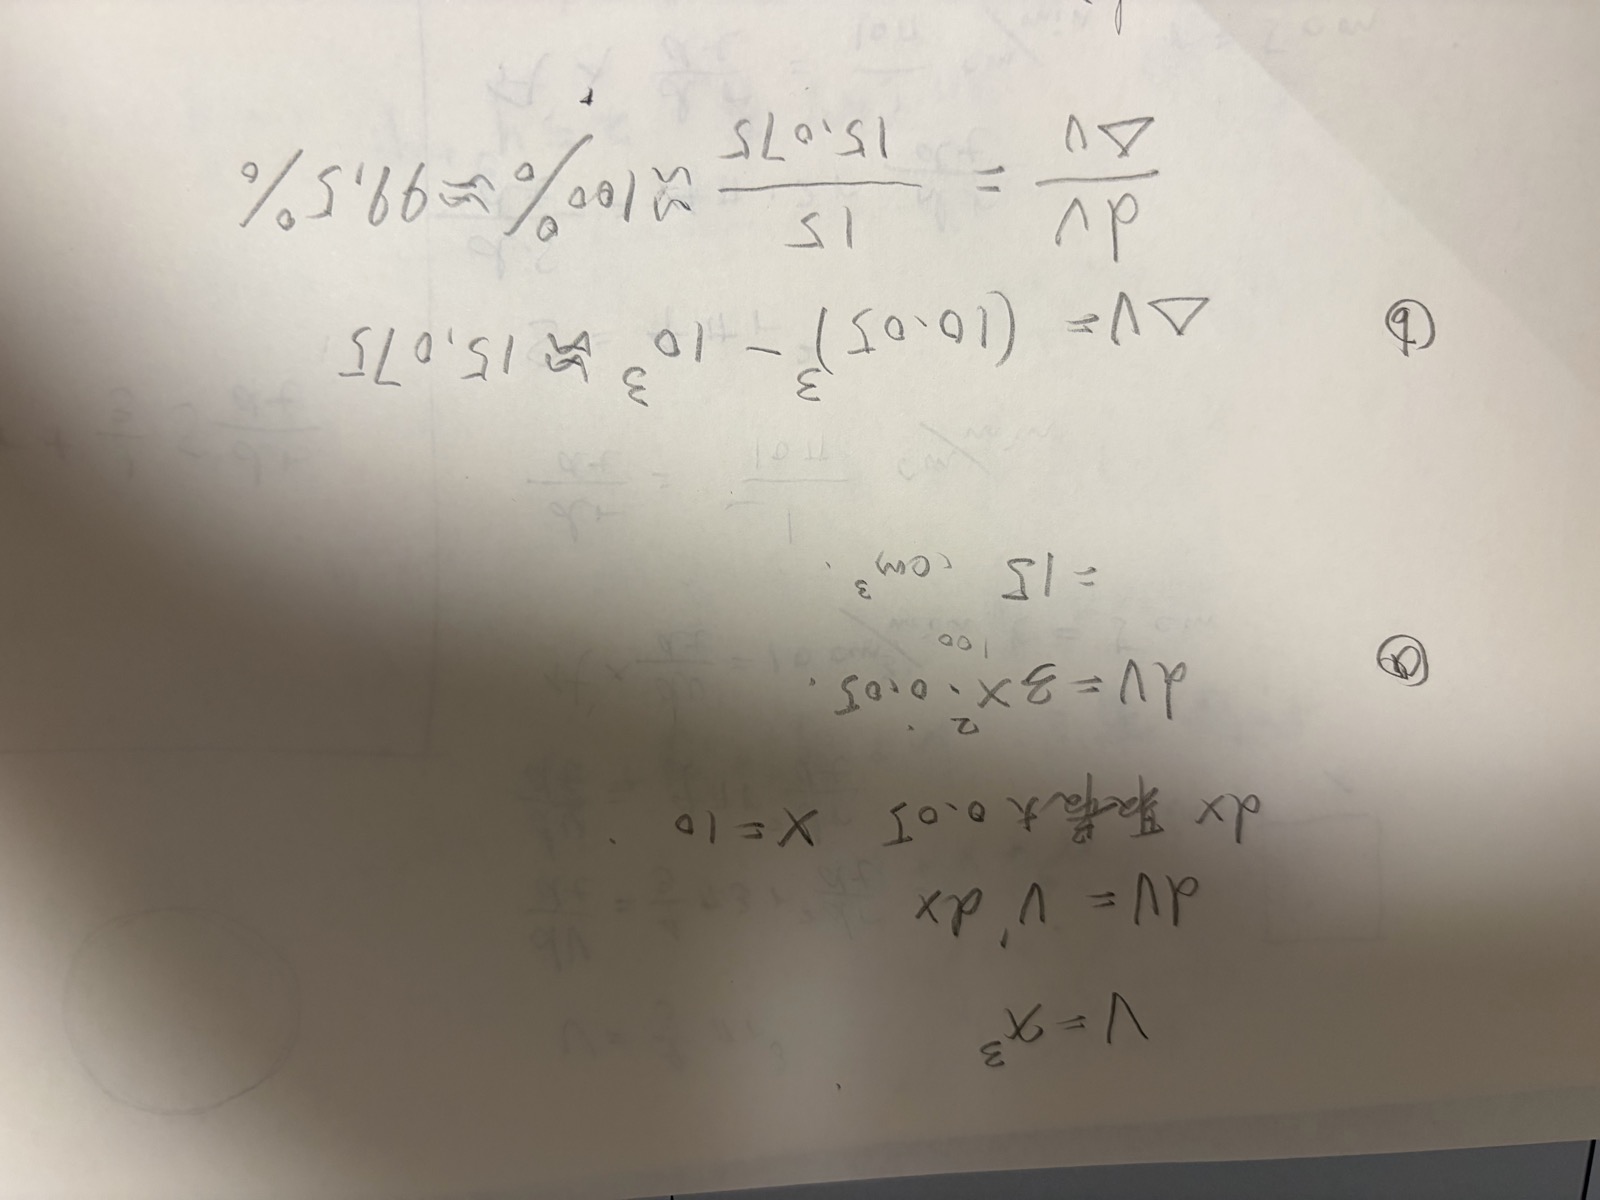 V = x³
dV = V' dx
dx 取最大 0.05 x = 10
ⓐ dV = 3x² · 0.05.
100
= 15 cm³.
ⓑ ΔV = (10.05)³ - 10³ ≈ 15.075
dV/ΔV = 15/15.075 ≈ 100% ≈ 99.5%